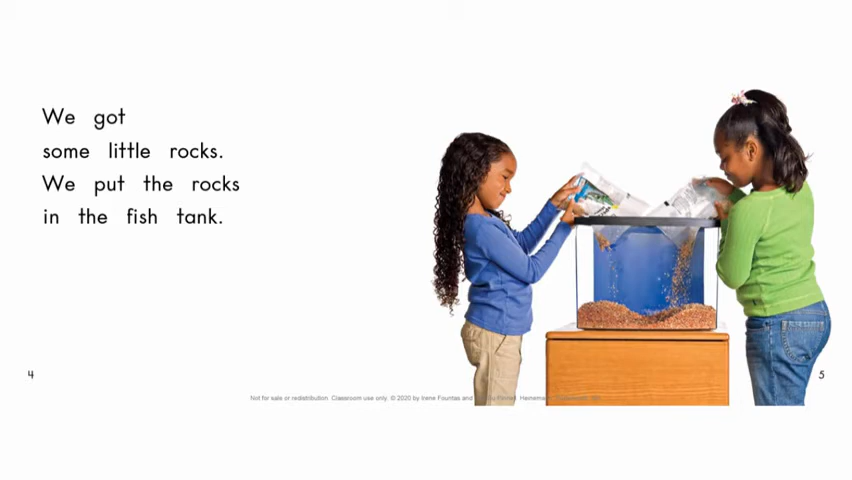 We got
some little rocks.
We put the rocks
in the fish tank.
4
5
Not for sale or redistribution Classroom use only. © 2020 by Irene Fountas and